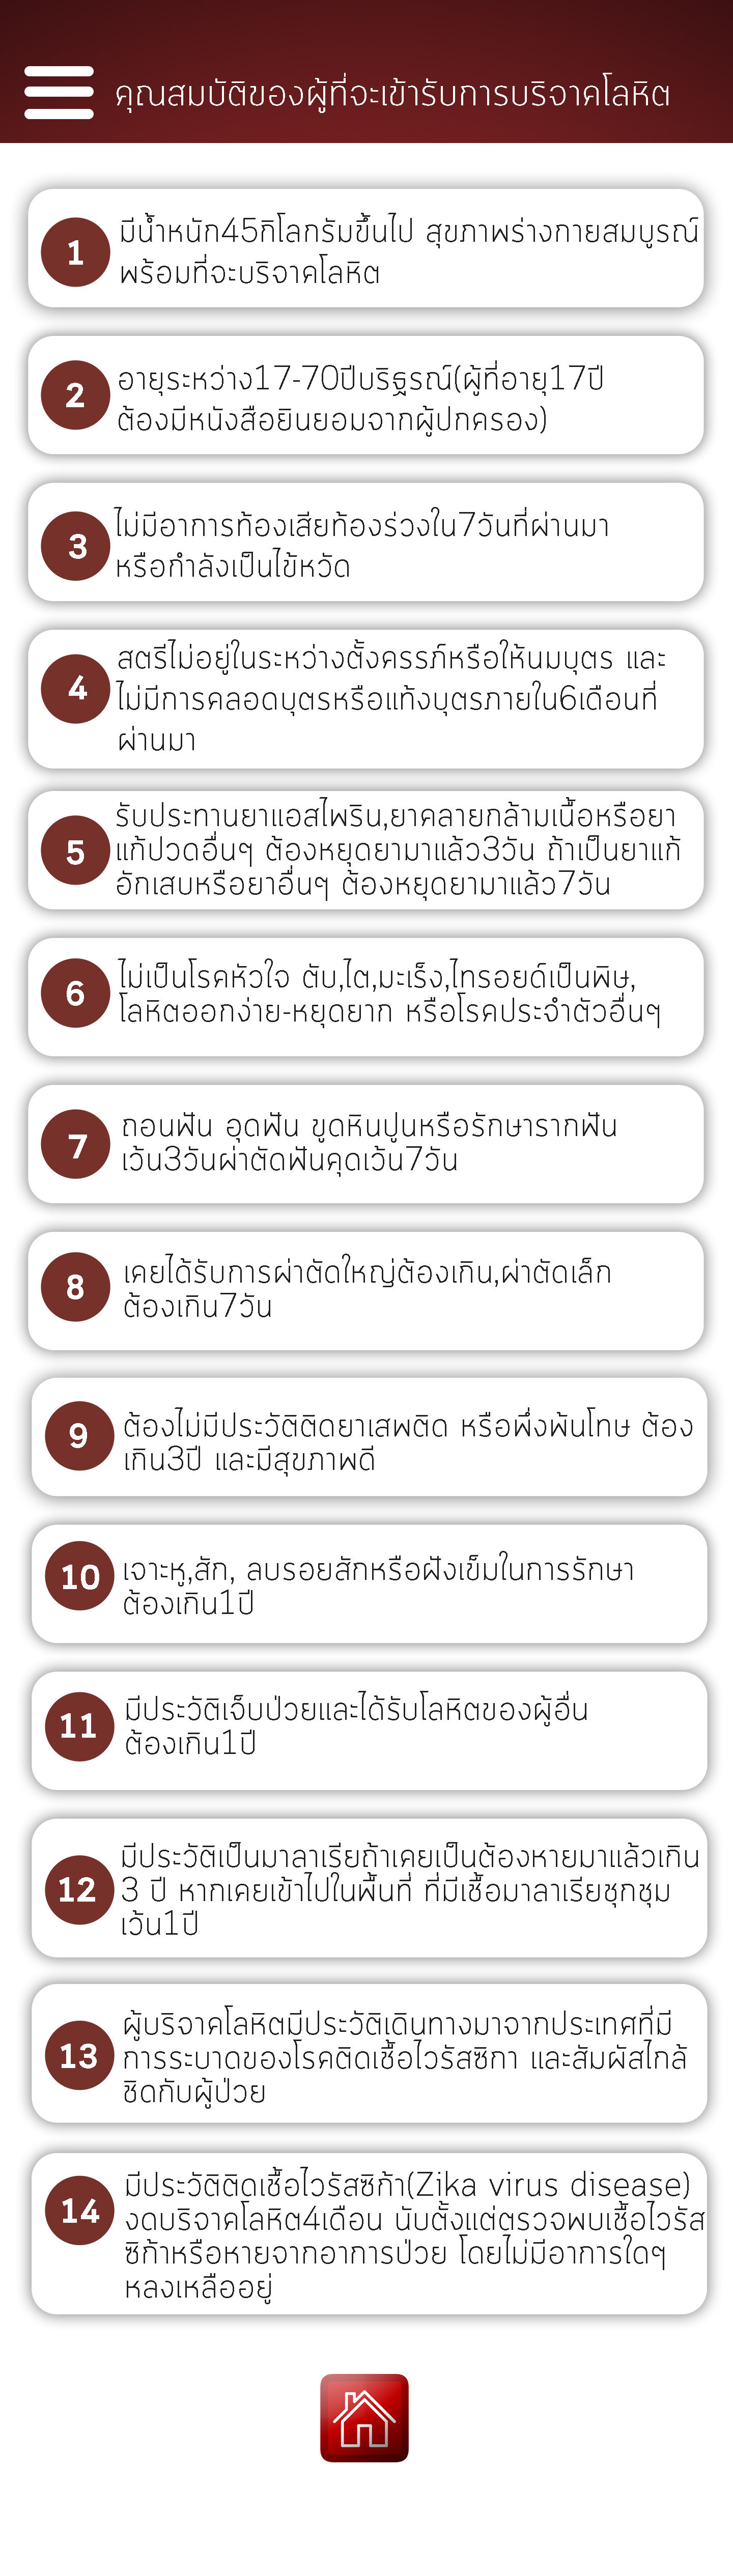 คุณสมบัติของผู้ที่จะเข้ารับการบริจาคโลหิต
1
มีน้ำหนัก45กิโลกรัมขึ้นไป สุขภาพร่างกายสมบูรณ์
พร้อมที่จะบริจาคโลหิต
2
อายุระหว่าง17-70ปีบริฐรณ์(ผู้ที่อายุ17ปี
ต้องมีหนังสือยินยอมจากผู้ปกครอง)
3
ไม่มีอาการท้องเสียท้องร่วงใน7วันที่ผ่านมา
หรือกำลังเป็นไข้หวัด
4
สตรีไม่อยู่ในระหว่างตั้งครรภ์หรือให้นมบุตร และ
ไม่มีการคลอดบุตรหรือแท้งบุตรภายใน6เดือนที่
ผ่านมา
5
รับประทานยาแอสไพริน,ยาคลายกล้ามเนื้อหรือยา
แก้ปวดอื่นๆ ต้องหยุดยามาแล้ว3วัน ถ้าเป็นยาแก้
อักเสบหรือยาอื่นๆ ต้องหยุดยามาแล้ว7วัน
6
ไม่เป็นโรคหัวใจ ตับ,ไต,มะเร็ง,ไทรอยด์เป็นพิษ,
โลหิตออกง่าย-หยุดยาก หรือโรคประจำตัวอื่นๆ
7
ถอนฟัน อุดฟัน ขูดหินปูนหรือรักษารากฟัน
เว้น3วันผ่าตัดฟันคุดเว้น7วัน
8
เคยได้รับการผ่าตัดใหญ่ต้องเกิน,ผ่าตัดเล็ก
ต้องเกิน7วัน
9
ต้องไม่มีประวัติติดยาเสพติด หรือพึ่งพ้นโทษ ต้อง
เกิน3ปี และมีสุขภาพดี
10
เจาะหู,สัก, ลบรอยสักหรือฝังเข็มในการรักษา
ต้องเกิน1ปี
11
มีประวัติเจ็บป่วยและได้รับโลหิตของผู้อื่น
ต้องเกิน1ปี
12
มีประวัติเป็นมาลาเรียถ้าเคยเป็นต้องหายมาแล้วเกิน
3 ปี หากเคยเข้าไปในพื้นที่ ที่มีเชื้อมาลาเรียชุกชุม
เว้น1ปี
13
ผู้บริจาคโลหิตมีประวัติเดินทางมาจากประเทศที่มี
การระบาดของโรคติดเชื้อไวรัสซิกา และสัมผัสไกล้
ชิดกับผู้ป่วย
14
มีประวัติติดเชื้อไวรัสซิก้า(Zika virus disease)
งดบริจาคโลหิต4เดือน นับตั้งแต่ตรวจพบเชื้อไวรัส
ซิก้าหรือหายจากอาการป่วย โดยไม่มีอาการใดๆ
หลงเหลืออยู่